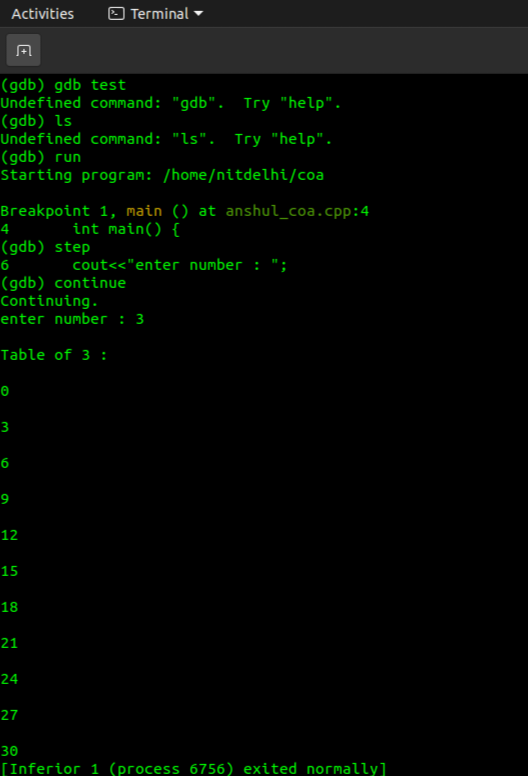 Activities Terminal
(gdb) gdb test
Undefined command: "gdb".  Try "help".
(gdb) ls
Undefined command: "ls".  Try "help".
(gdb) run
Starting program: /home/nitdelhi/coa
Breakpoint 1, main () at anshul_coa.cpp:4
4       int main() {
(gdb) step
6       cout<<"enter number : ";
(gdb) continue
Continuing.
enter number : 3
Table of 3 :
0
3
6
9
12
15
18
21
24
27
30
[Inferior 1 (process 6756) exited normally]